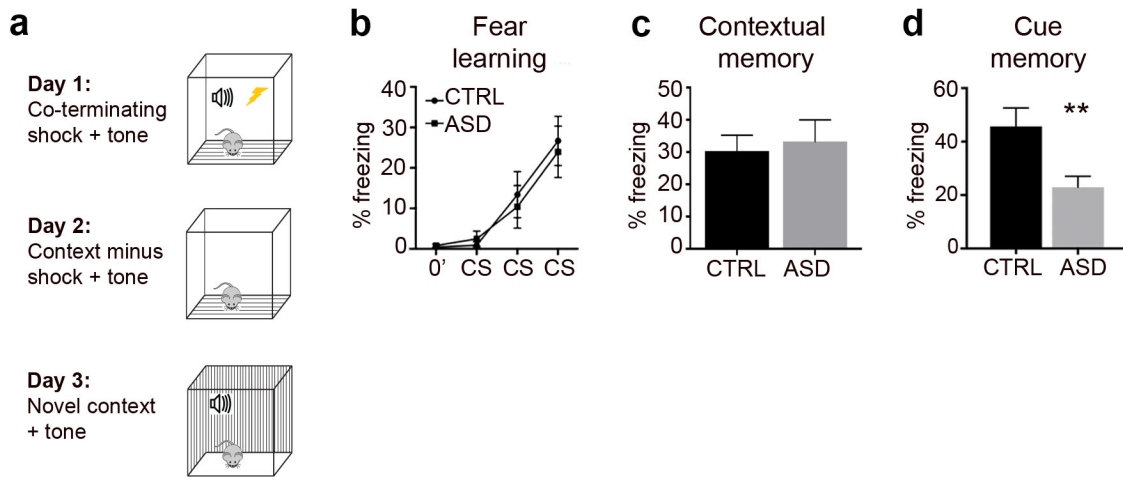 a
Day 1:
Co-terminating
shock + tone
Day 2:
Context minus
shock + tone
Day 3:
Novel context
+ tone
b
Fear
learning
% freezing
40
30
20
10
0
CTRL
ASD
0' CS CS CS
c
Contextual
memory
% freezing
50
40
30
20
10
0
CTRL ASD
d
Cue
memory
% freezing
60
40
20
0
**
CTRL ASD